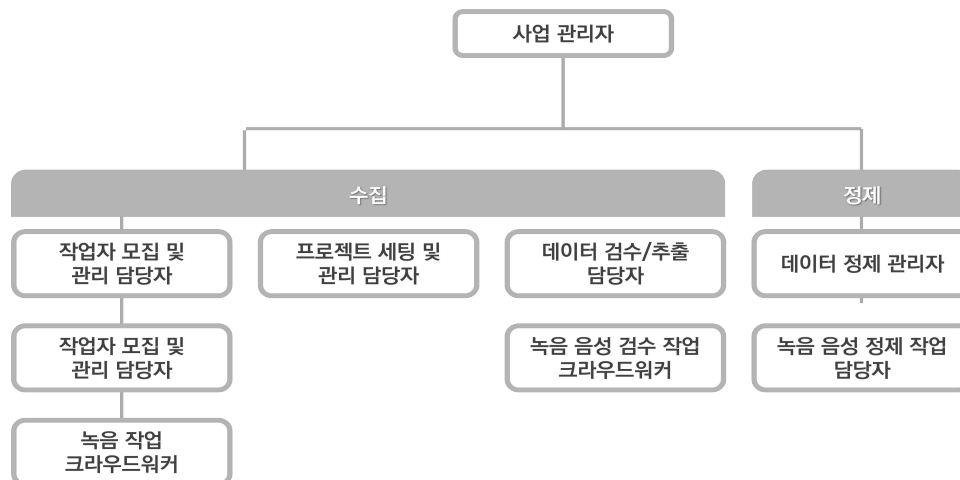 사업 관리자
수집
정제
작업자 모집 및
관리 담당자
프로젝트 세팅 및
관리 담당자
데이터 검수/추출
담당자
데이터 정제 관리자
작업자 모집 및
관리 담당자
녹음 음성 검수 작업
크라우드워커
녹음 음성 정제 작업
담당자
녹음 작업
크라우드워커